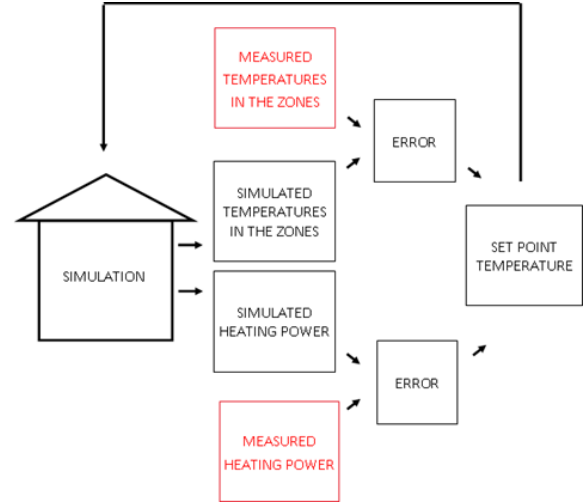 MEASURED
TEMPERATURES
IN THE ZONES
ERROR
SIMULATED
TEMPERATURES
IN THE ZONES
SIMULATION
SET POINT
TEMPERATURE
SIMULATED
HEATING POWER
ERROR
MEASURED
HEATING POWER